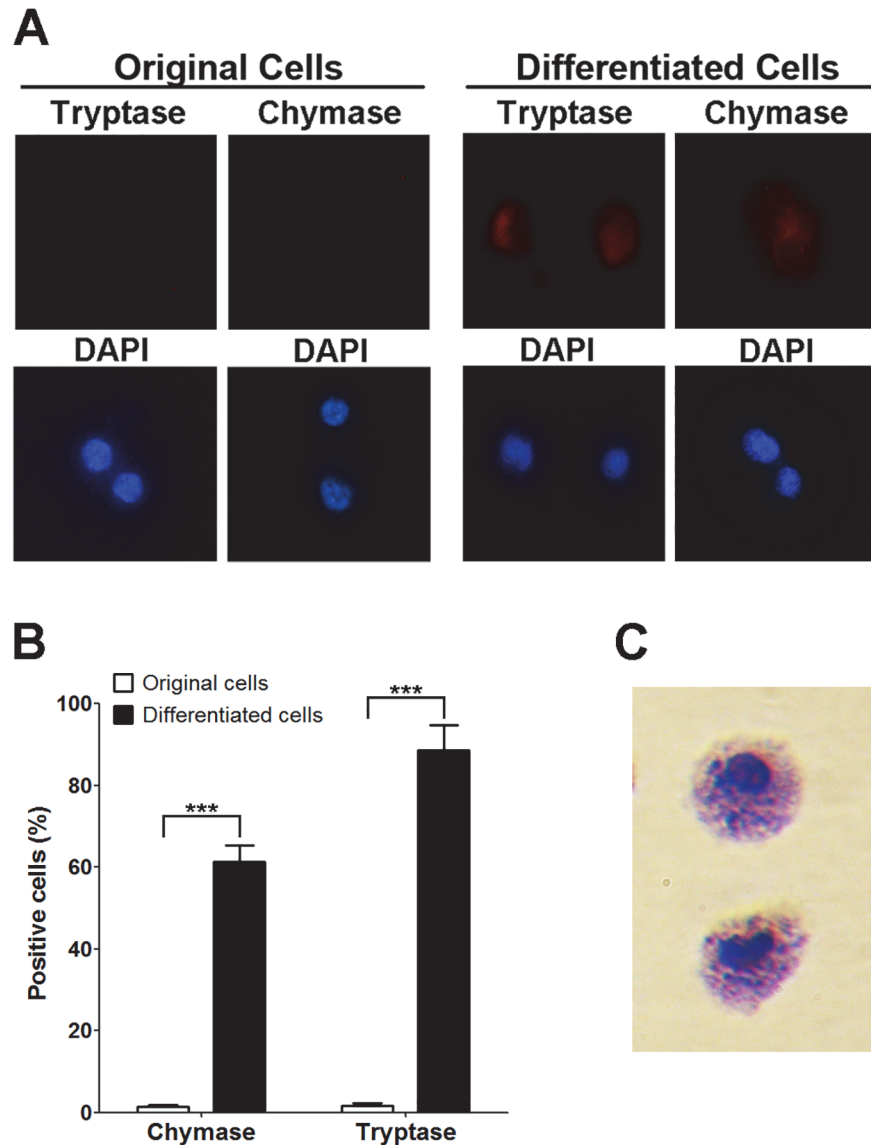 A
Original Cells Differentiated Cells
Tryptase Chymase Tryptase Chymase
DAPI DAPI DAPI DAPI
B
Original cells
Differentiated cells
***
***
Positive cells (%)
100
80
60
40
20
0
Chymase Tryptase
C